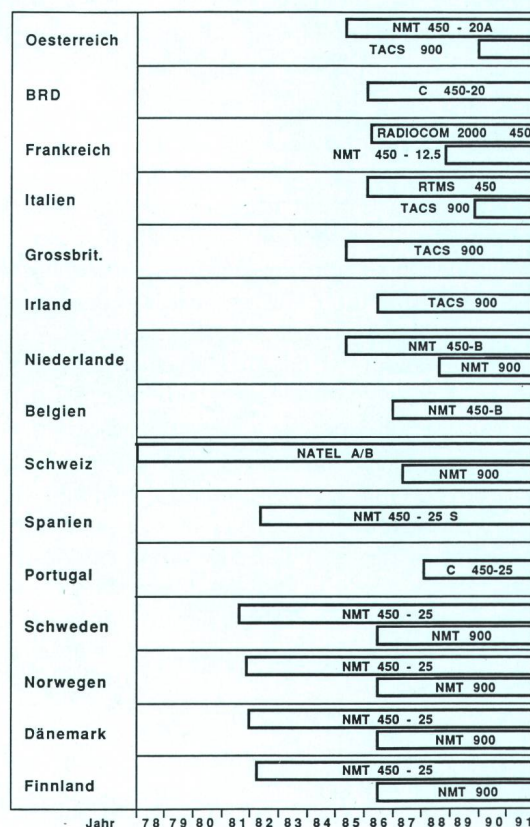 Oesterreich
NMT 450 - 20A
TACS 900
BRD
C 450-20
Frankreich
RADIOCOM 2000 450
NMT 450 - 12.5
Italien
RTMS 450
TACS 900
Grossbrit.
TACS 900
Irland
TACS 900
Niederlande
NMT 450-B
NMT 900
Belgien
NMT 450-B
Schweiz
NATEL A/B
NMT 900
Spanien
NMT 450 - 25 S
Portugal
C 450-25
Schweden
NMT 450 - 25
NMT 900
Norwegen
NMT 450 - 25
NMT 900
Dänemark
NMT 450 - 25
NMT 900
Finnland
NMT 450 - 25
NMT 900
Jahr 78 79 80 81 82 83 84 85 86 87 88 89 90 91